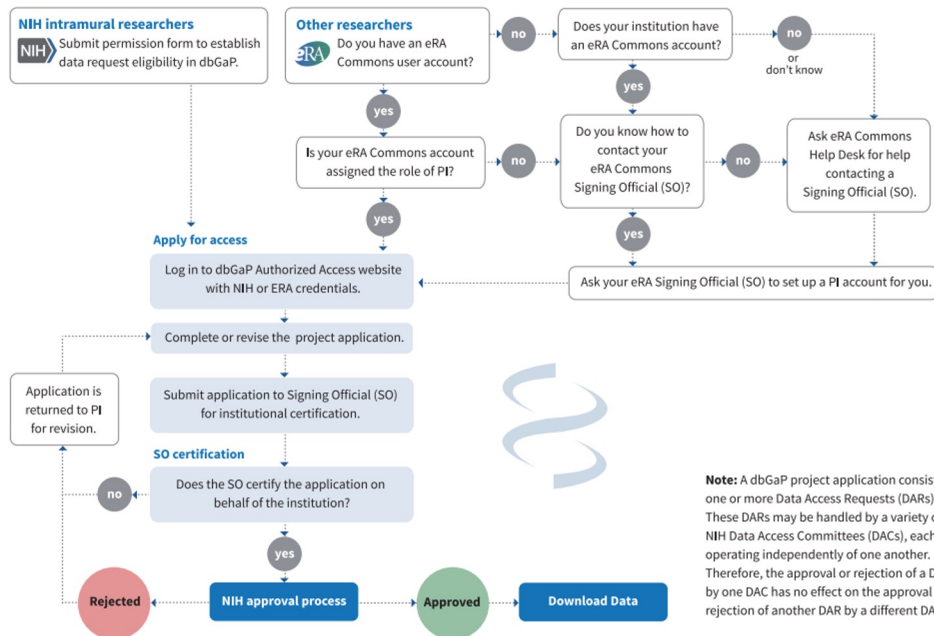 NIH intramural researchers
NIH
Submit permission form to establish
data request eligibility in dbGaP.
Other researchers
eRA
Do you have an eRA
Commons user account?
no
Does your institution have
an eRA Commons account?
no
or
don't know
yes
yes
Is your eRA Commons account
assigned the role of PI?
no
Do you know how to
contact your
eRA Commons
Signing Official (SO)?
no
Ask eRA Commons
Help Desk for help
contacting a
Signing Official (SO).
yes
yes
Apply for access
Log in to dbGaP Authorized Access website
with NIH or ERA credentials.
Ask your eRA Signing Official (SO) to set up a PI account for you.
Complete or revise the project application.
Application is
returned to PI
for revision.
Submit application to Signing Official (SO)
for institutional certification.
SO certification
Does the SO certify the application on
behalf of the institution?
no
yes
Rejected
NIH approval process
Approved
Download Data
Note: A dbGaP project application consist
one or more Data Access Requests (DARs)
These DARs may be handled by a variety
NIH Data Access Committees (DACs), each
operating independently of one another.
Therefore, the approval or rejection of a
by one DAC has no effect on the approval
rejection of another DAR by a different